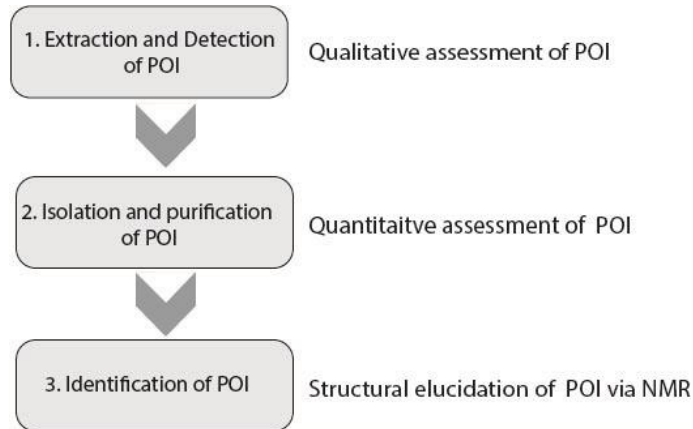 1. Extraction and Detection
of POI
Qualitative assessment of POI
2. Isolation and purification
of POI
Quantitaitve assessment of POI
3. Identification of POI
Structural elucidation of POI via NMR